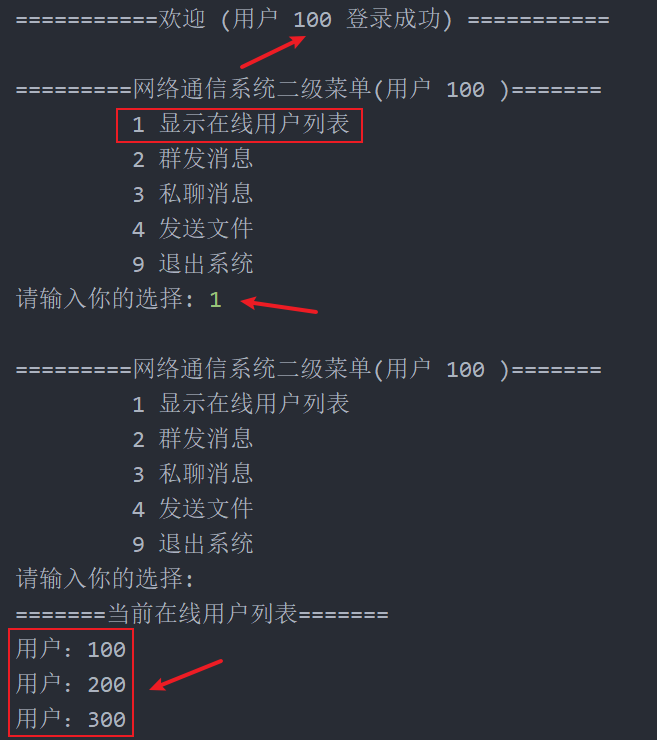 ===========欢迎 (用户 100 登录成功) ===========
=========网络通信系统二级菜单(用户 100 )=======
1 显示在线用户列表
2 群发消息
3 私聊消息
4 发送文件
9 退出系统
请输入你的选择: 1
=========网络通信系统二级菜单(用户 100 )=======
1 显示在线用户列表
2 群发消息
3 私聊消息
4 发送文件
9 退出系统
请输入你的选择:
=======当前在线用户列表=======
用户: 100
用户: 200
用户: 300